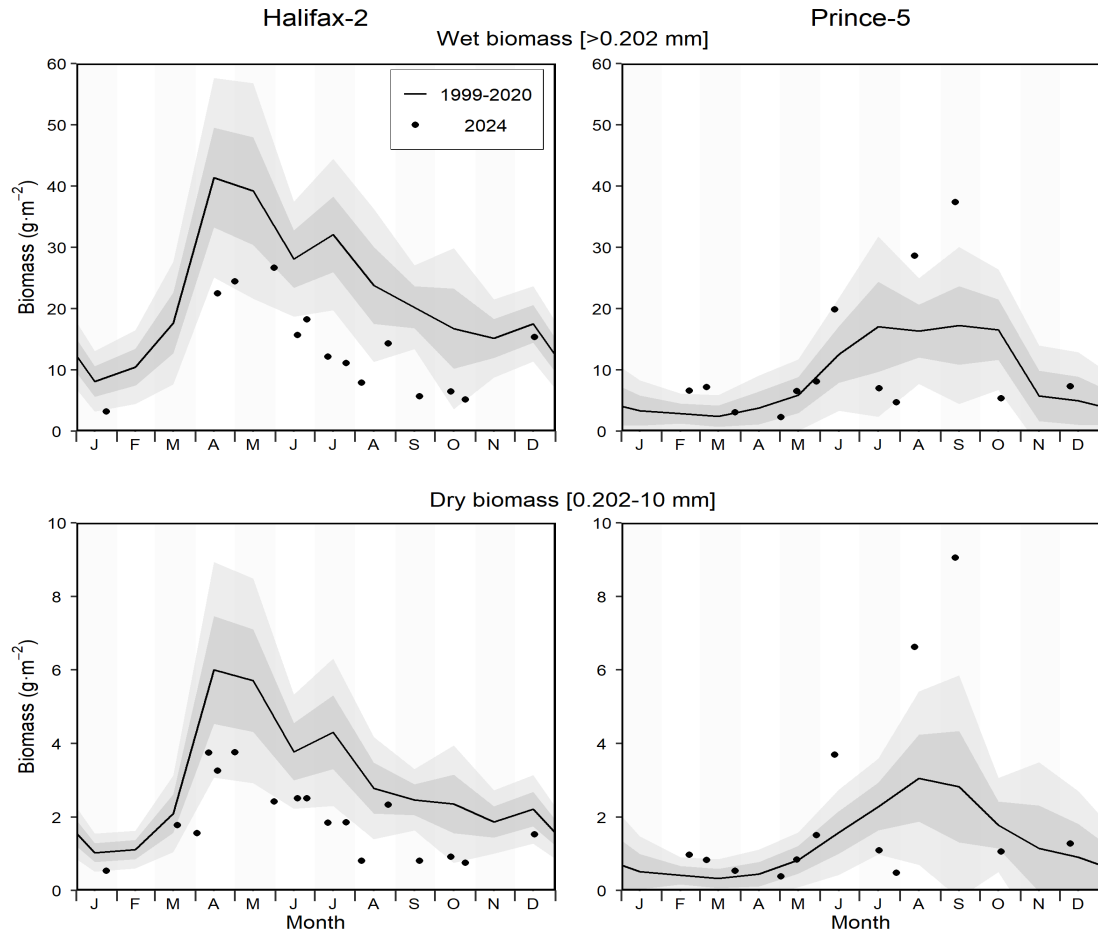 Halifax-2 Prince-5
Wet biomass [>0.202 mm]
60 60
50 50
40 40
30 30
20 20
10 10
0 0
Biomass (g·m⁻²)
1999-2020
2024
J F M A M J J A S O N D J F M A M J J A S O N D
Dry biomass [0.202-10 mm]
10 10
8 8
6 6
4 4
2 2
0 0
Biomass (g·m⁻²)
J F M A M J J A S O N D J F M A M J J A S O N D
Month Month